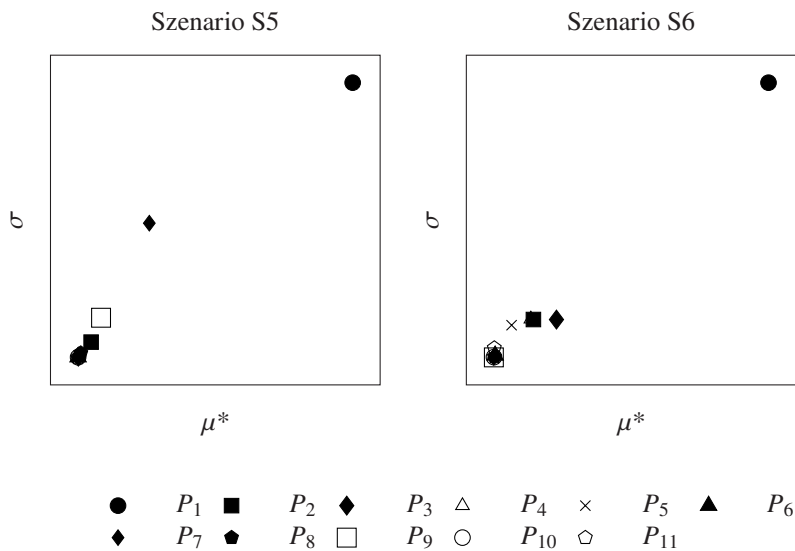 Szenario S5 Szenario S6
σ σ
μ* μ*
P₁ P₂ P₃ P₄ P₅ P₆
P₇ P₈ P₉ P₁₀ P₁₁